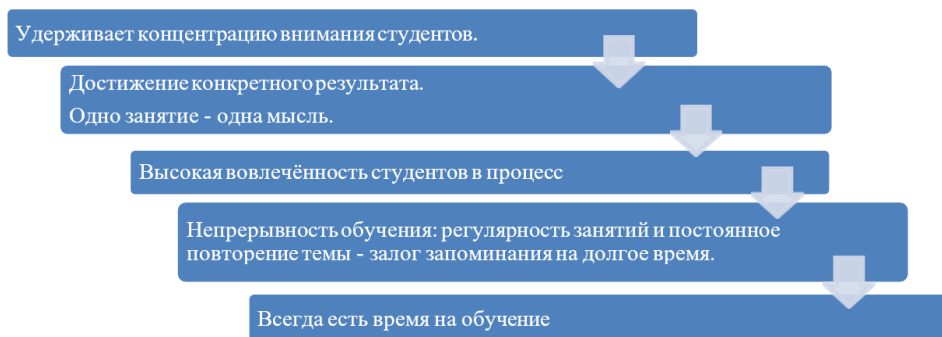 Удерживает концентрацию внимания студентов.
Достижение конкретного результата.
Одно занятие - одна мысль.
Высокая вовлечённость студентов в процесс
Непрерывность обучения: регулярность занятий и постоянное
повторение темы - залог запоминания на долгое время.
Всегда есть время на обучение